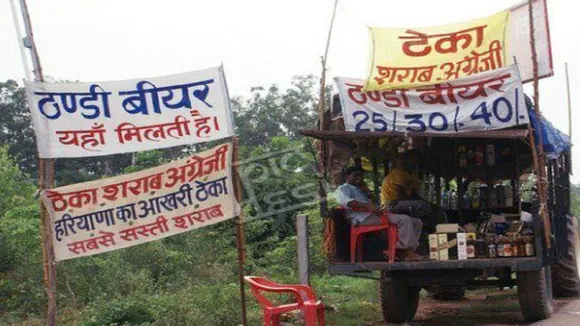 ठण्डी बीयर
यहाँ मिलती है।
ठेका शराब अंग्रेजी
हरियाणा का आखरी ठेका
सबसे सस्ती शराब
ठेका
शराब अंग्रेजी
ठण्डी बीयर
25/. 30/. 40/.